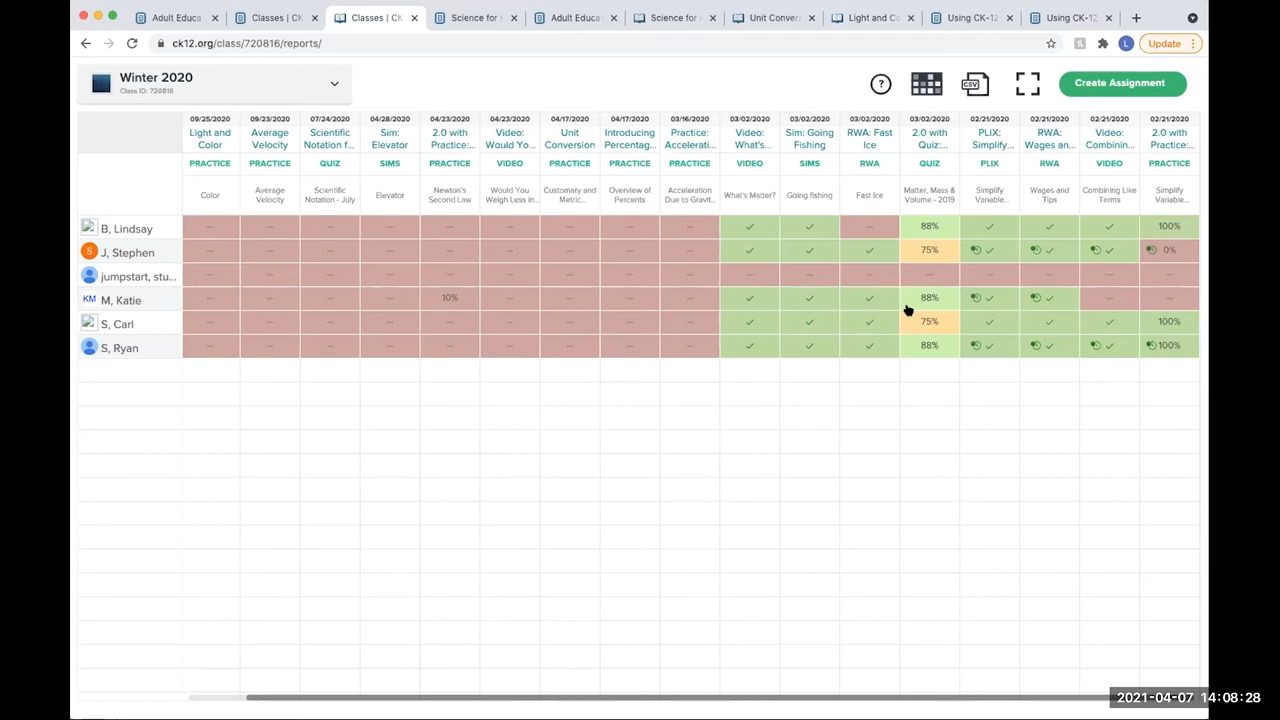 Adult Educa
Classes | CK
Classes | CK
Science for
Adult Educa
Science for
Unit Conver
Light and Co
Using CK-12
Using CK-12
ck12.org/class/720816/reports/
L
Update
Winter 2020
Class ID: 720816
?
CSV
Create Assignment
09/25/2020 09/23/2020 07/24/2020 04/28/2020 04/23/2020 04/23/2020 04/17/2020 04/17/2020 03/16/2020 03/02/2020 03/02/2020 03/02/2020 03/02/2020 02/21/2020 02/21/2020 02/21/2020 02/21/2020
Light and Average Scientific Sim: 2.0 with Video: Unit Introducing Practice: Video: Sim: Going RWA: Fast 2.0 with PLIX: RWA: Video: 2.0 with
Color Velocity Notation f... Elevator Practice:... Would Yo... Conversion Percentag... Accelerati... What's... Fishing Ice Quiz:... Simplify... Wages an... Combinin... Practice:...
PRACTICE PRACTICE QUIZ SIMS PRACTICE VIDEO PRACTICE PRACTICE PRACTICE VIDEO SIMS RWA QUIZ PLIX RWA VIDEO PRACTICE
Color Average Scientific Elevator Newton's Would You Customary and Overview of Acceleration What's Matter? Going fishing Fast Ice Matter, Mass & Simplify Wages and Combining Like Simplify
Velocity Notation - July Second Law Weigh Less in... Metric... Percents Due to Gravit... Volume - 2019 Variable... Tips Terms Variable...
B, Lindsay — — — — — — — — — ✓ ✓ — 88% ✓ ✓ ✓ 100%
S J, Stephen — — — — — — — — — ✓ ✓ ✓ 75% ✓ ✓ ✓ 0%
jumpstart, stu... — — — — — — — — — — — — — — — — —
KM M, Katie — — — — 10% — — — — ✓ ✓ ✓ 88% ✓ ✓ — —
S, Carl — — — — — — — — — ✓ ✓ ✓ 75% ✓ ✓ ✓ 100%
S, Ryan — — — — — — — — — ✓ ✓ ✓ 88% ✓ ✓ ✓ 100%
2021-04-07 14:08:28